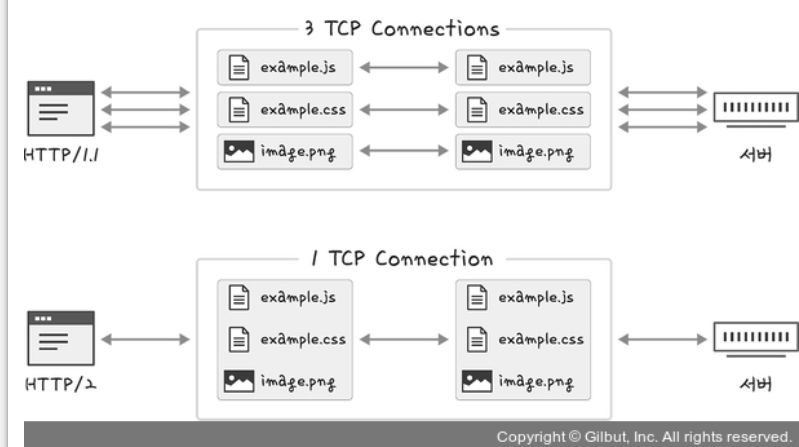 3 TCP Connections
example.js
example.js
example.css
example.css
image.png
image.png
HTTP/1.1
서버
1 TCP Connection
example.js
example.js
example.css
example.css
image.png
image.png
HTTP/2
서버
Copyright © Gilbut, Inc. All rights reserved.